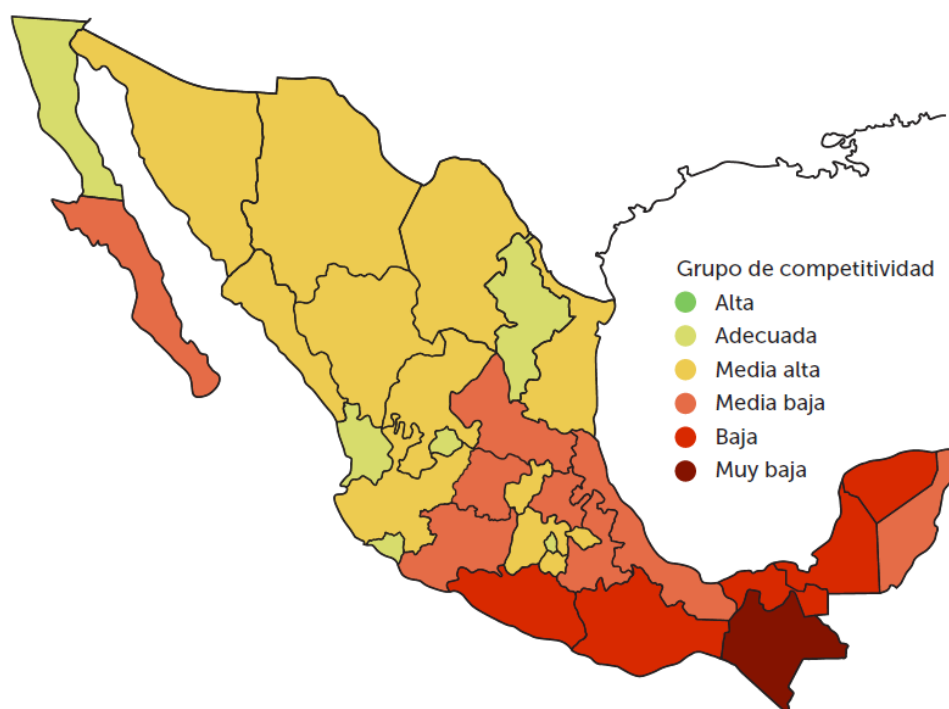 Grupo de competitividad
Alta
Adecuada
Media alta
Media baja
Baja
Muy baja